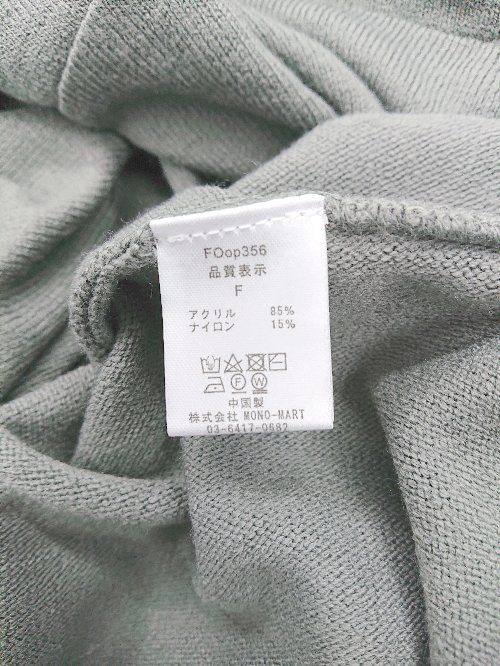 FOop356
品質表示
F
アクリル 85%
ナイロン 15%
中国製
株式会社 MONO-MART
03-6417-0682